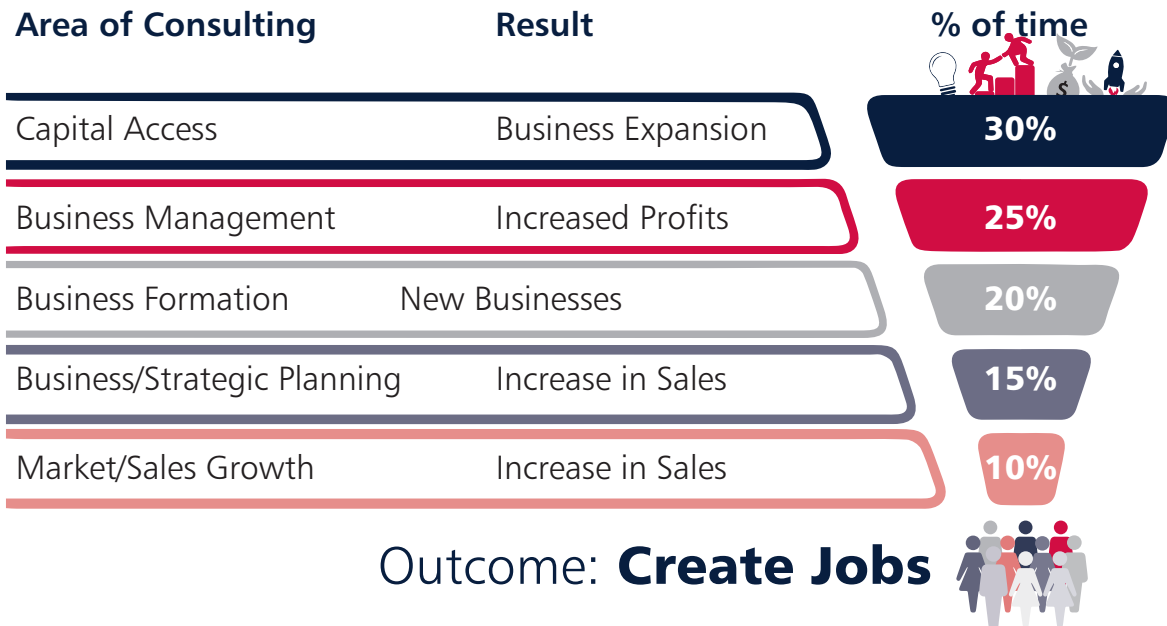 Area of Consulting Result % of time
$
Capital Access Business Expansion 30%
Business Management Increased Profits 25%
Business Formation New Businesses 20%
Business/Strategic Planning Increase in Sales 15%
Market/Sales Growth Increase in Sales 10%
Outcome: Create Jobs